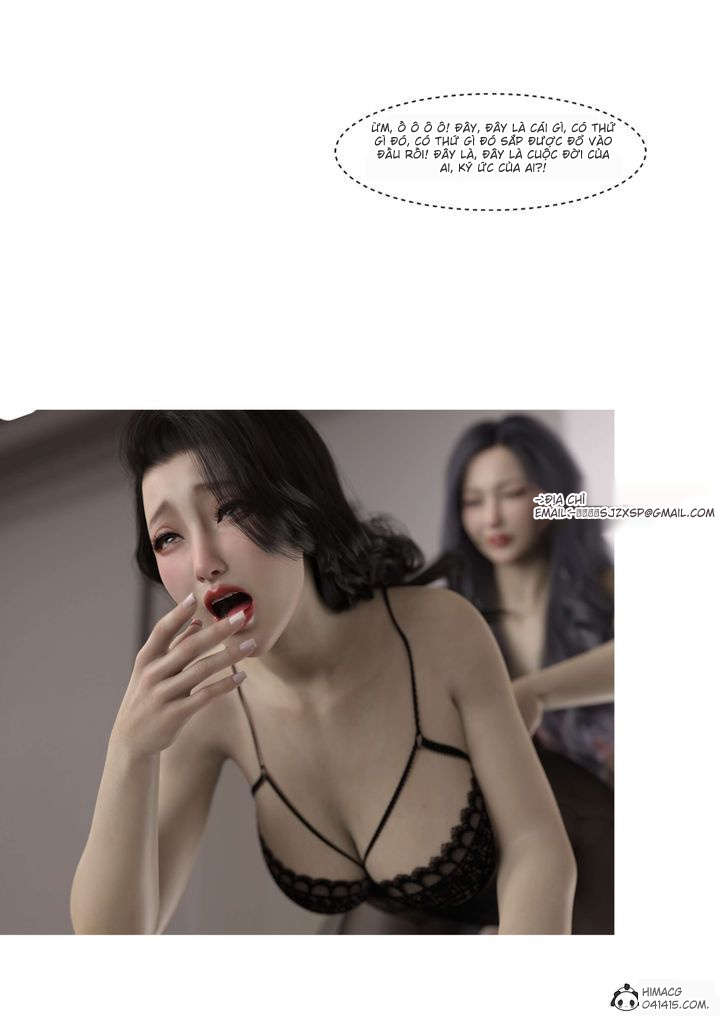 ỪM, Ồ Ô Ô Ô! ĐÂY, ĐÂY LÀ CÁI GÌ, CÓ THỨ
GÌ ĐÓ, CÓ THỨ GÌ ĐÓ SẮP ĐƯỢC ĐỔ VÀO
ĐẦU RỒI! ĐÂY LÀ, ĐÂY LÀ CUỘC ĐỜI CỦA
AI, KÝ ỨC CỦA AI?!
->ĐỊA CHỈ
EMAIL:-SJZXSP@GMAIL.COM
HIMACG
041415.COM.